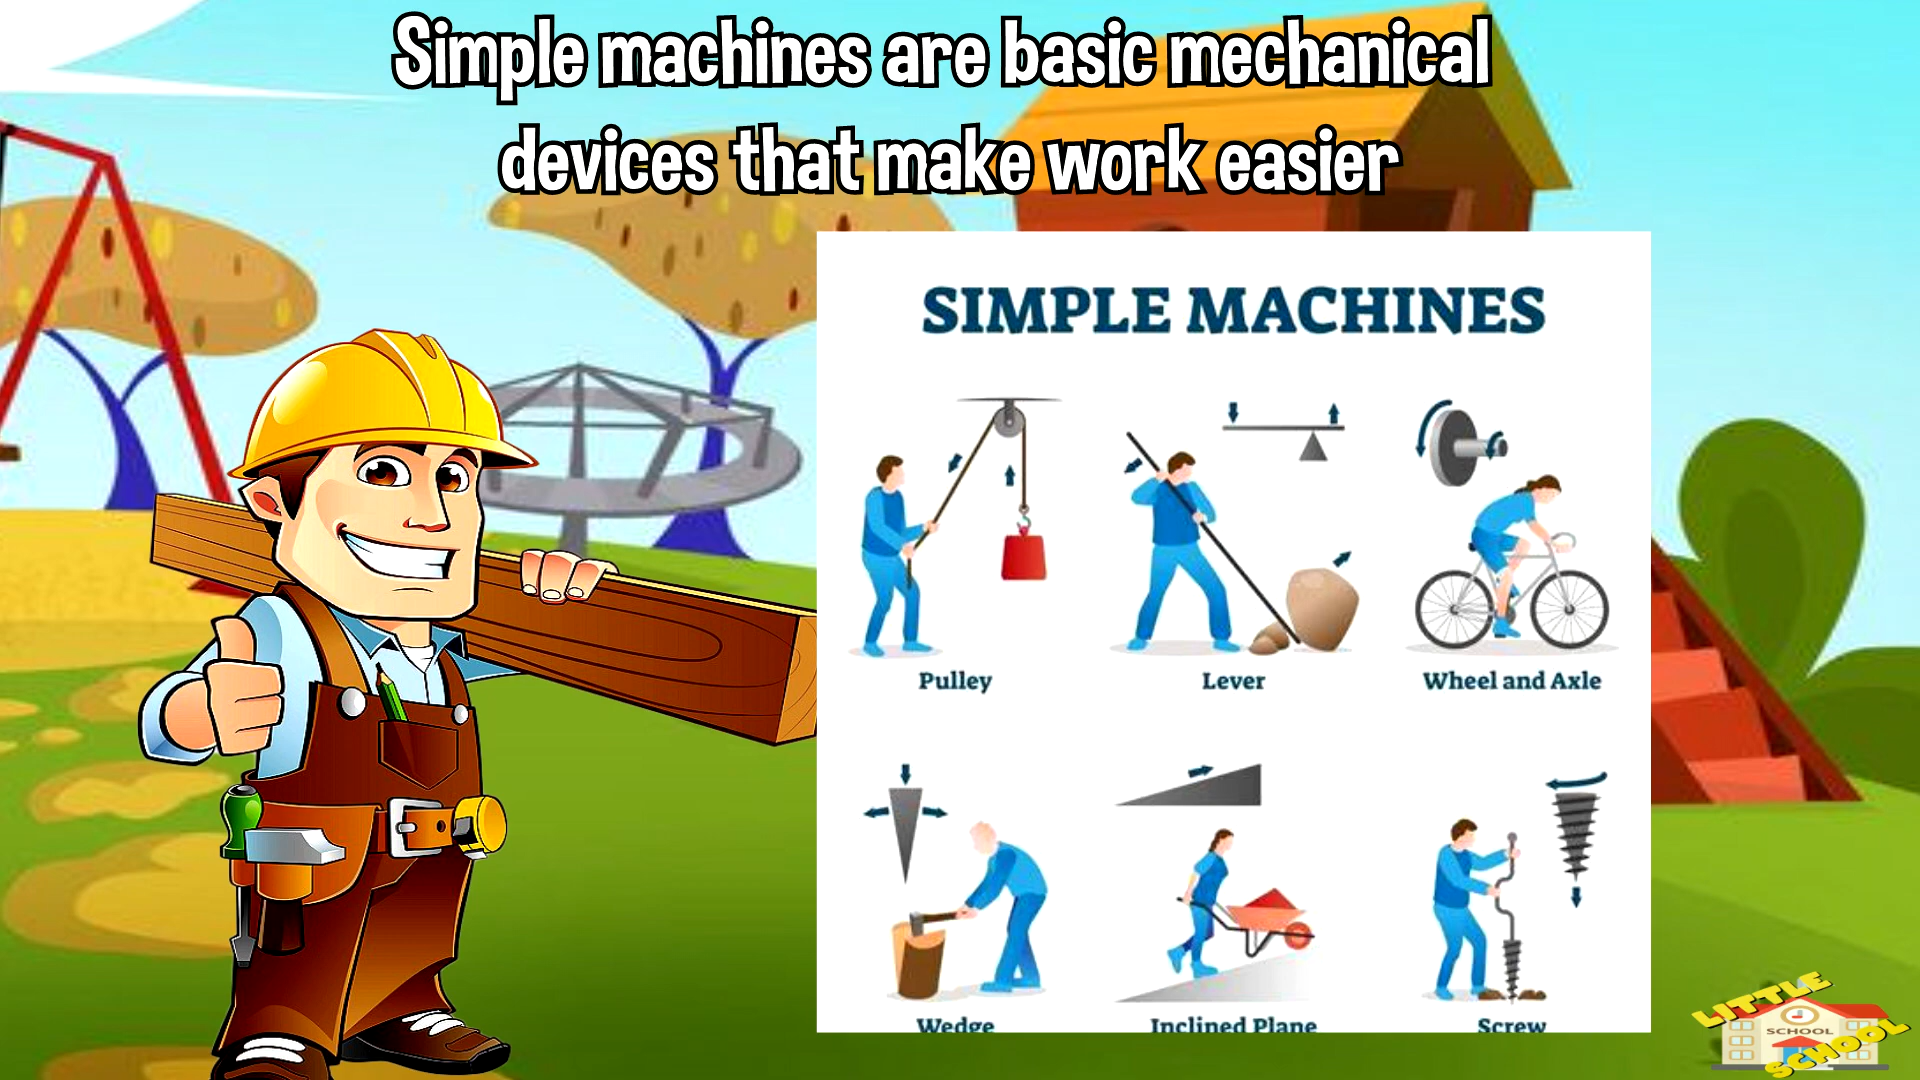 Simple machines are basic mechanical
devices that make work easier
SIMPLE MACHINES
Pulley
Lever
Wheel and Axle
Wedge
Inclined Plane
Screw
LITTLE
SCHOOL
SCHOOL